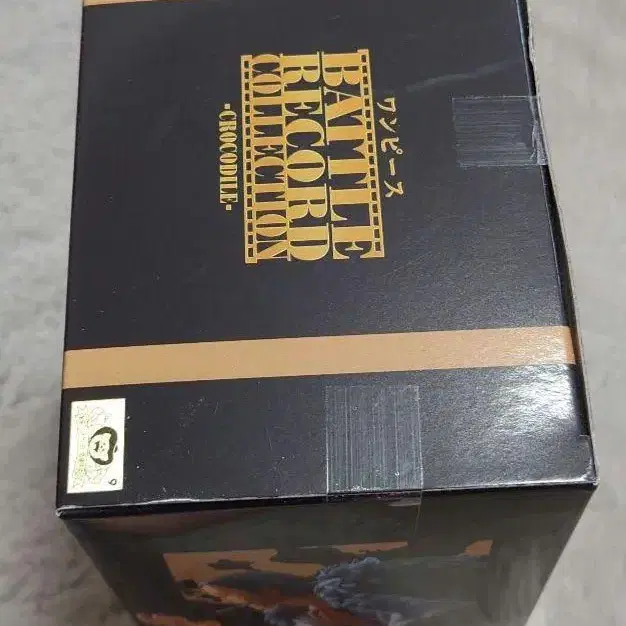 ワンピース
BATTLE
RECORD
COLLECTION
-CROCODILE-